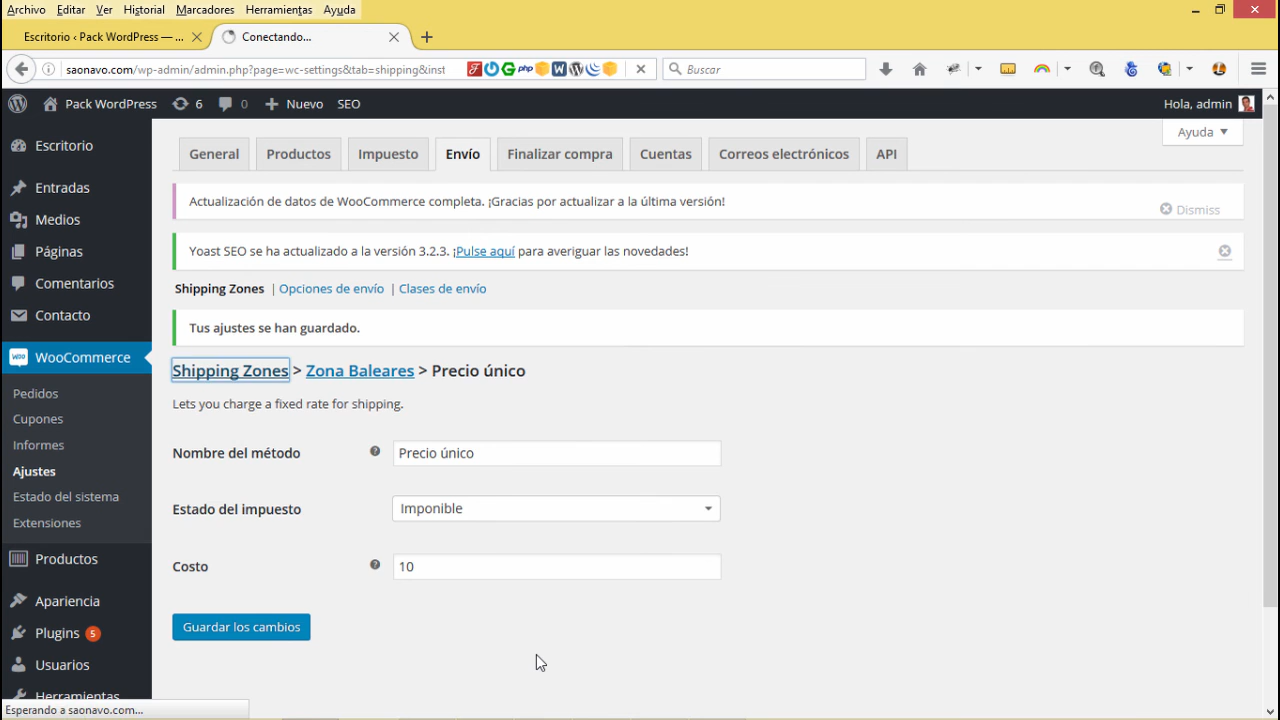 Archivo Editar Ver Historial Marcadores Herramientas Ayuda
Escritorio ‹ Pack WordPress — ...
Conectando...
saonavo.com/wp-admin/admin.php?page=wc-settings&tab=shipping&inst
Buscar
Pack WordPress 6 0 Nuevo SEO
Hola, admin
Ayuda
Escritorio
Entradas
Medios
Páginas
Comentarios
Contacto
WooCommerce
Pedidos
Cupones
Informes
Ajustes
Estado del sistema
Extensiones
Productos
Apariencia
Plugins 5
Usuarios
Herramientas
General Productos Impuesto Envío Finalizar compra Cuentas Correos electrónicos API
Actualización de datos de WooCommerce completa. ¡Gracias por actualizar a la última versión!
Dismiss
Yoast SEO se ha actualizado a la versión 3.2.3. ¡Pulse aquí para averiguar las novedades!
Shipping Zones | Opciones de envío | Clases de envío
Tus ajustes se han guardado.
Shipping Zones > Zona Baleares > Precio único
Lets you charge a fixed rate for shipping.
Nombre del método Precio único
Estado del impuesto Imponible
Costo 10
Guardar los cambios
Esperando a saonavo.com...